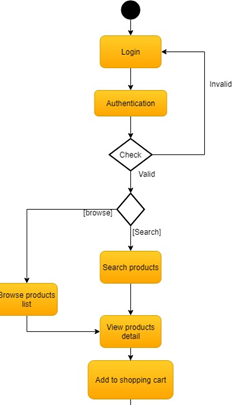 Login
Invalid
Authentication
Check
Valid
[browse]
[Search]
Search products
Browse products
list
View products
detail
Add to shopping cart